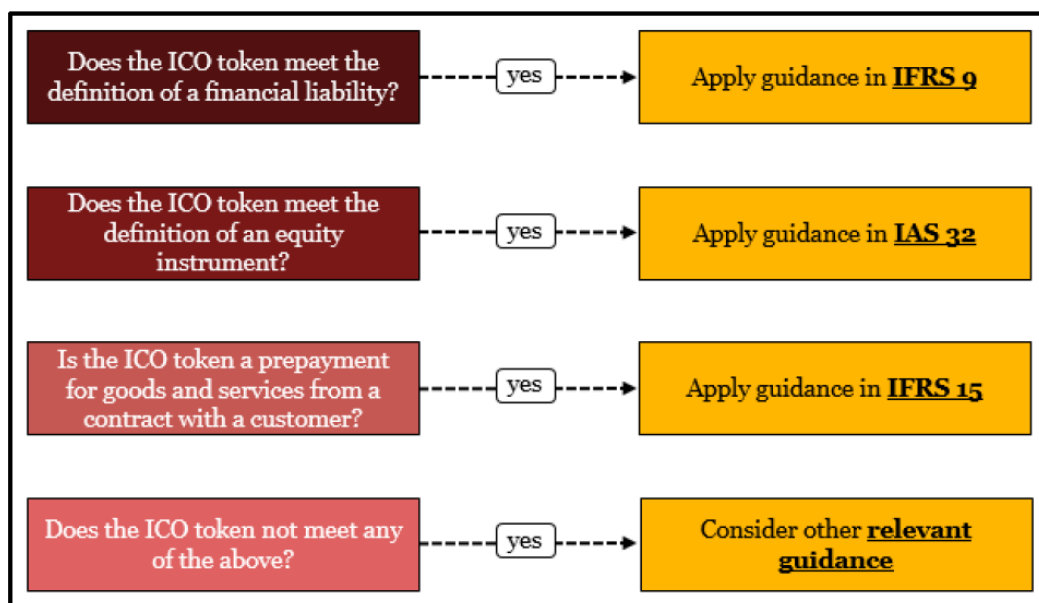 Does the ICO token meet the
definition of a financial liability?
yes
Apply guidance in IFRS 9
Does the ICO token meet the
definition of an equity
instrument?
yes
Apply guidance in IAS 32
Is the ICO token a prepayment
for goods and services from a
contract with a customer?
yes
Apply guidance in IFRS 15
Does the ICO token not meet any
of the above?
yes
Consider other relevant
guidance